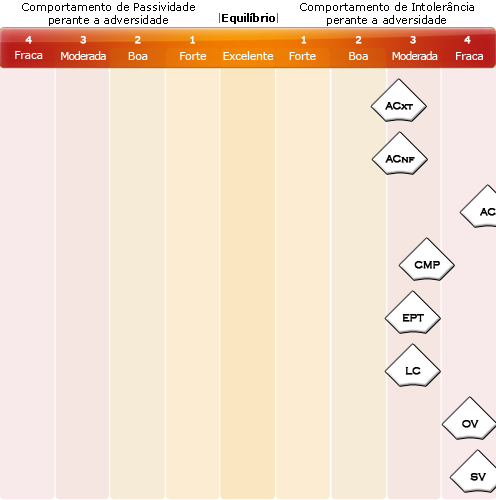 Comportamento de Passividade
perante a adversidade
|Equilíbrio|
Comportamento de Intolerância
perante a adversidade
4 3 2 1 1 2 3 4
Fraca Moderada Boa Forte Excelente Forte Boa Moderada Fraca
ACXT
ACNF
AC
CMP
EPT
LC
OV
SV